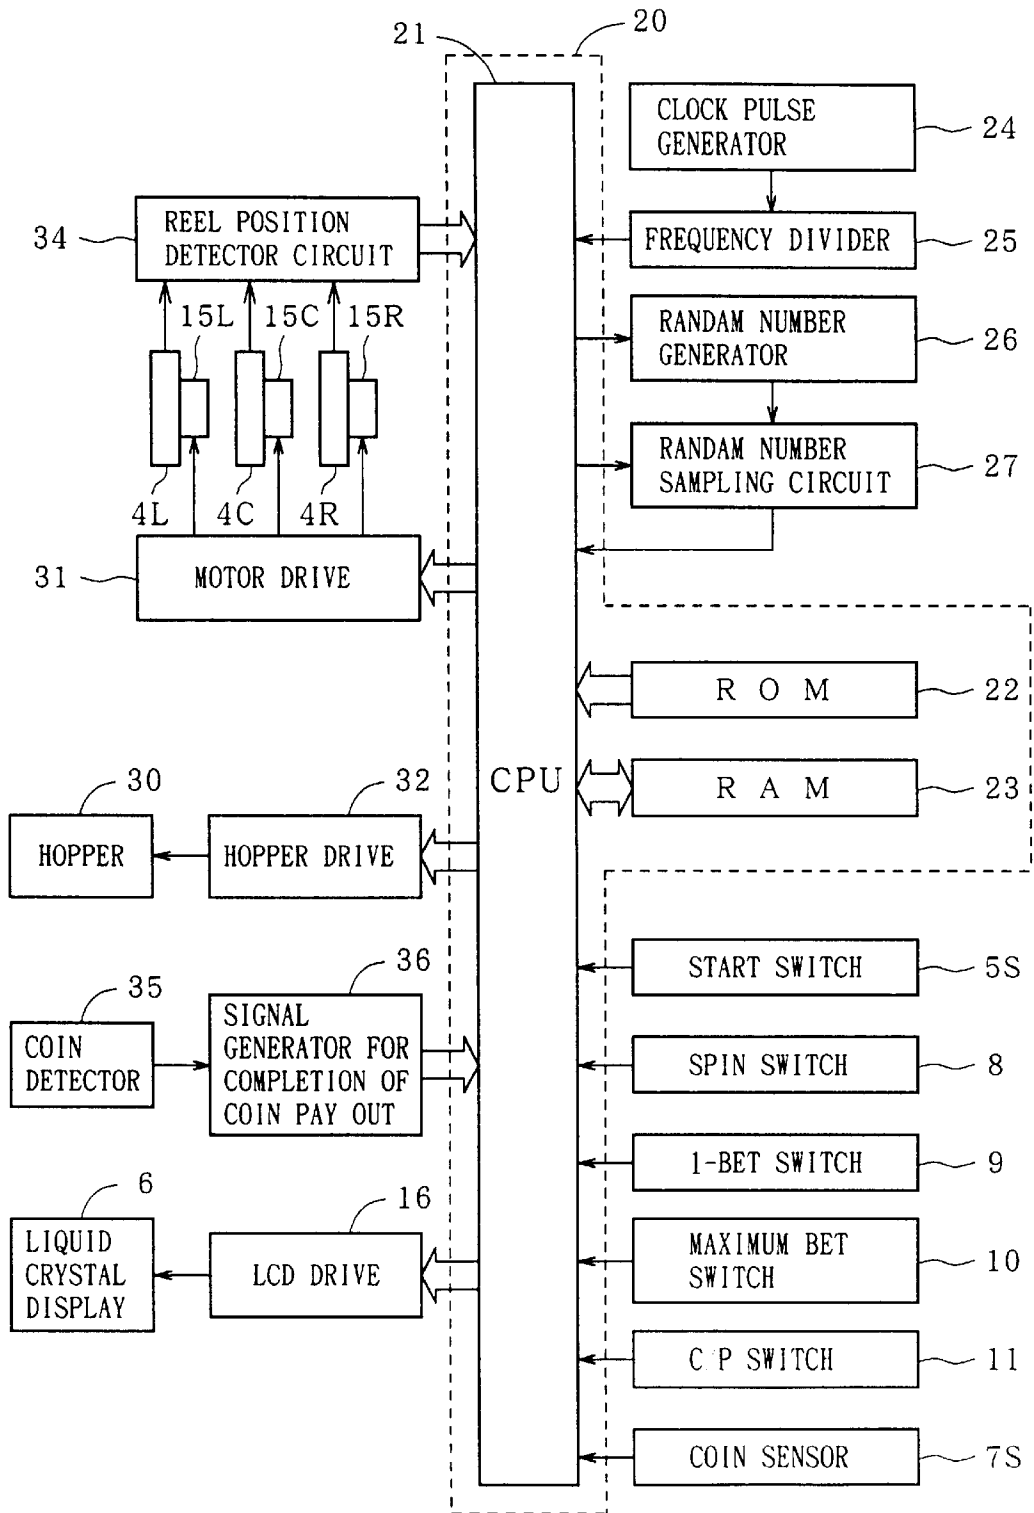 20
21
CLOCK PULSE
GENERATOR
24
34
REEL POSITION
DETECTOR CIRCUIT
FREQUENCY DIVIDER
25
15L
15C
15R
RANDAM NUMBER
GENERATOR
26
RANDAM NUMBER
SAMPLING CIRCUIT
27
4L
4C
4R
31
MOTOR DRIVE
ROM
22
CPU
RAM
23
30
32
HOPPER
HOPPER DRIVE
START SWITCH
5S
35
36
COIN
DETECTOR
SIGNAL
GENERATOR FOR
COMPLETION OF
COIN PAY OUT
SPIN SWITCH
8
1-BET SWITCH
9
6
16
LIQUID
CRYSTAL
DISPLAY
LCD DRIVE
MAXIMUM BET
SWITCH
10
C P SWITCH
11
COIN SENSOR
7S